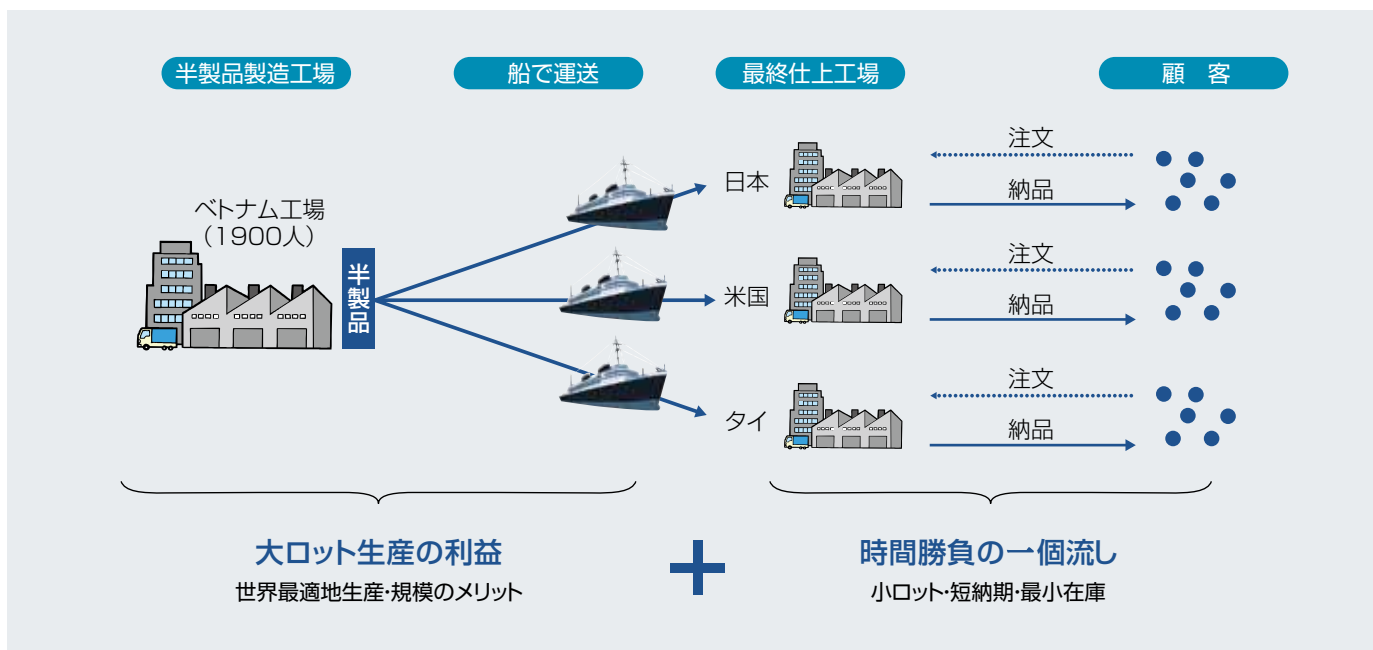 半製品製造工場
船で運送
最終仕上工場
顧 客
ベトナム工場
(1900人)
半製品
日本
注文
納品
米国
注文
納品
タイ
注文
納品
大ロット生産の利益
世界最適地生産・規模のメリット
時間勝負の一個流し
小ロット・短納期・最小在庫